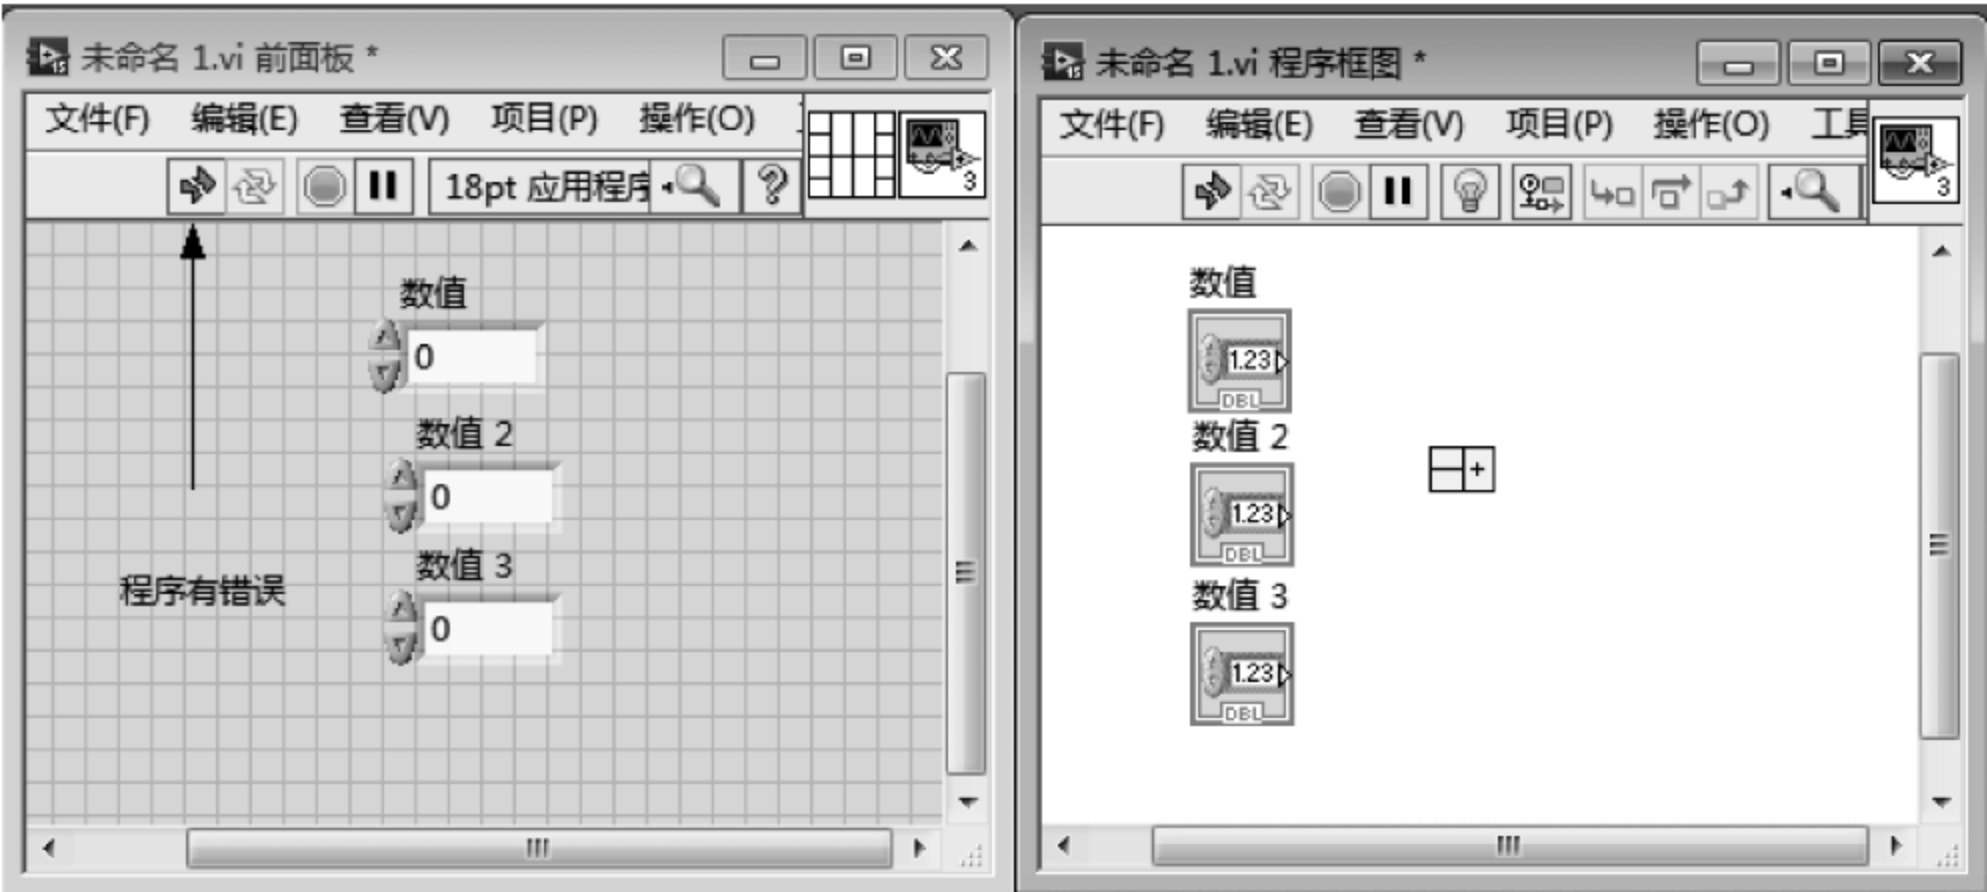 未命名 1.vi 前面板 *
文件(F) 编辑(E) 查看(V) 项目(P) 操作(O)
18pt 应用程序
3
数值
0
数值 2
0
数值 3
0
程序有错误
未命名 1.vi 程序框图 *
文件(F) 编辑(E) 查看(V) 项目(P) 操作(O) 工具
3
数值
1.23
DBL
数值 2
1.23
DBL
数值 3
1.23
DBL